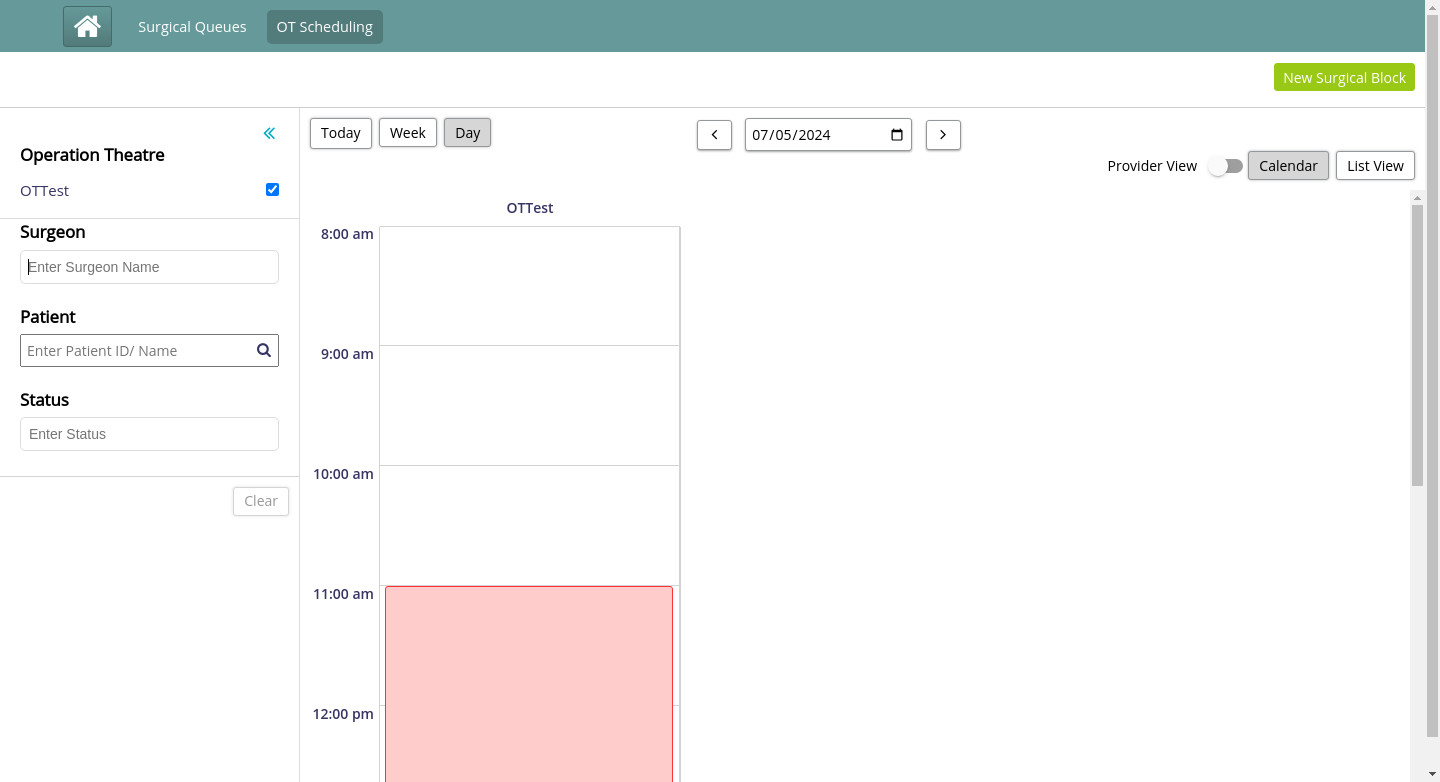 Surgical Queues
OT Scheduling
New Surgical Block
Operation Theatre
OTTest
Surgeon
Enter Surgeon Name
Patient
Enter Patient ID/ Name
Status
Enter Status
Clear
Today
Week
Day
07/05/2024
Provider View
Calendar
List View
OTTest
8:00 am
9:00 am
10:00 am
11:00 am
12:00 pm